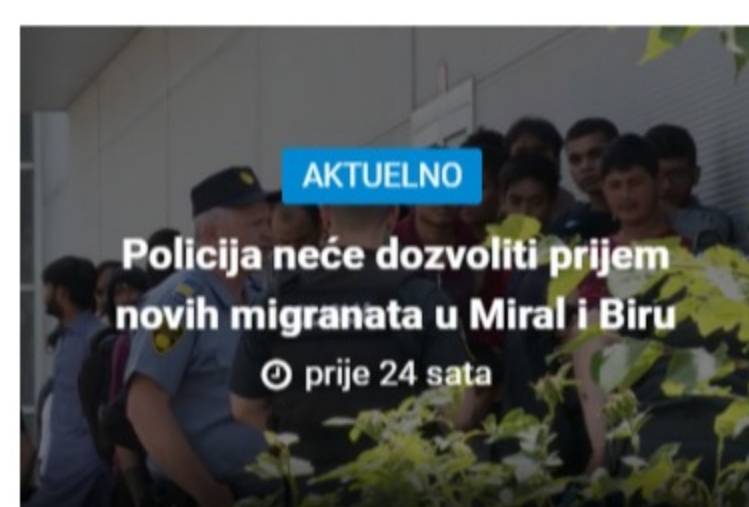 AKTUELNO
Policija neće dozvoliti prijem
novih migranata u Miral i Biru
prije 24 sata